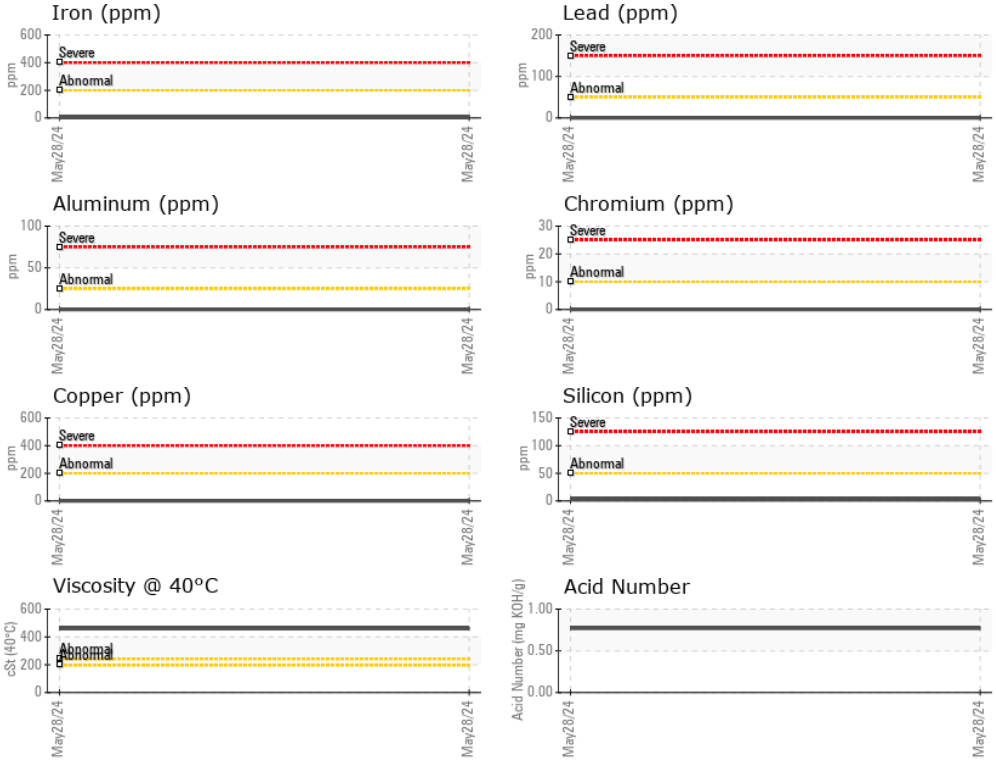 Iron (ppm)
600
400
200
0
ppm
Severe
Abnormal
May28/24
May28/24
Lead (ppm)
200
100
0
ppm
Severe
Abnormal
May28/24
May28/24
Aluminum (ppm)
100
50
0
ppm
Severe
Abnormal
May28/24
May28/24
Chromium (ppm)
30
20
10
0
ppm
Severe
Abnormal
May28/24
May28/24
Copper (ppm)
600
400
200
0
ppm
Severe
Abnormal
May28/24
May28/24
Silicon (ppm)
150
100
50
0
ppm
Severe
Abnormal
May28/24
May28/24
Viscosity @ 40°C
600
400
200
0
cSt (40°C)
Abnormal
Abnormal
May28/24
May28/24
Acid Number
1.00
0.50
0.00
Acid Number (mg KOH/g)
May28/24
May28/24